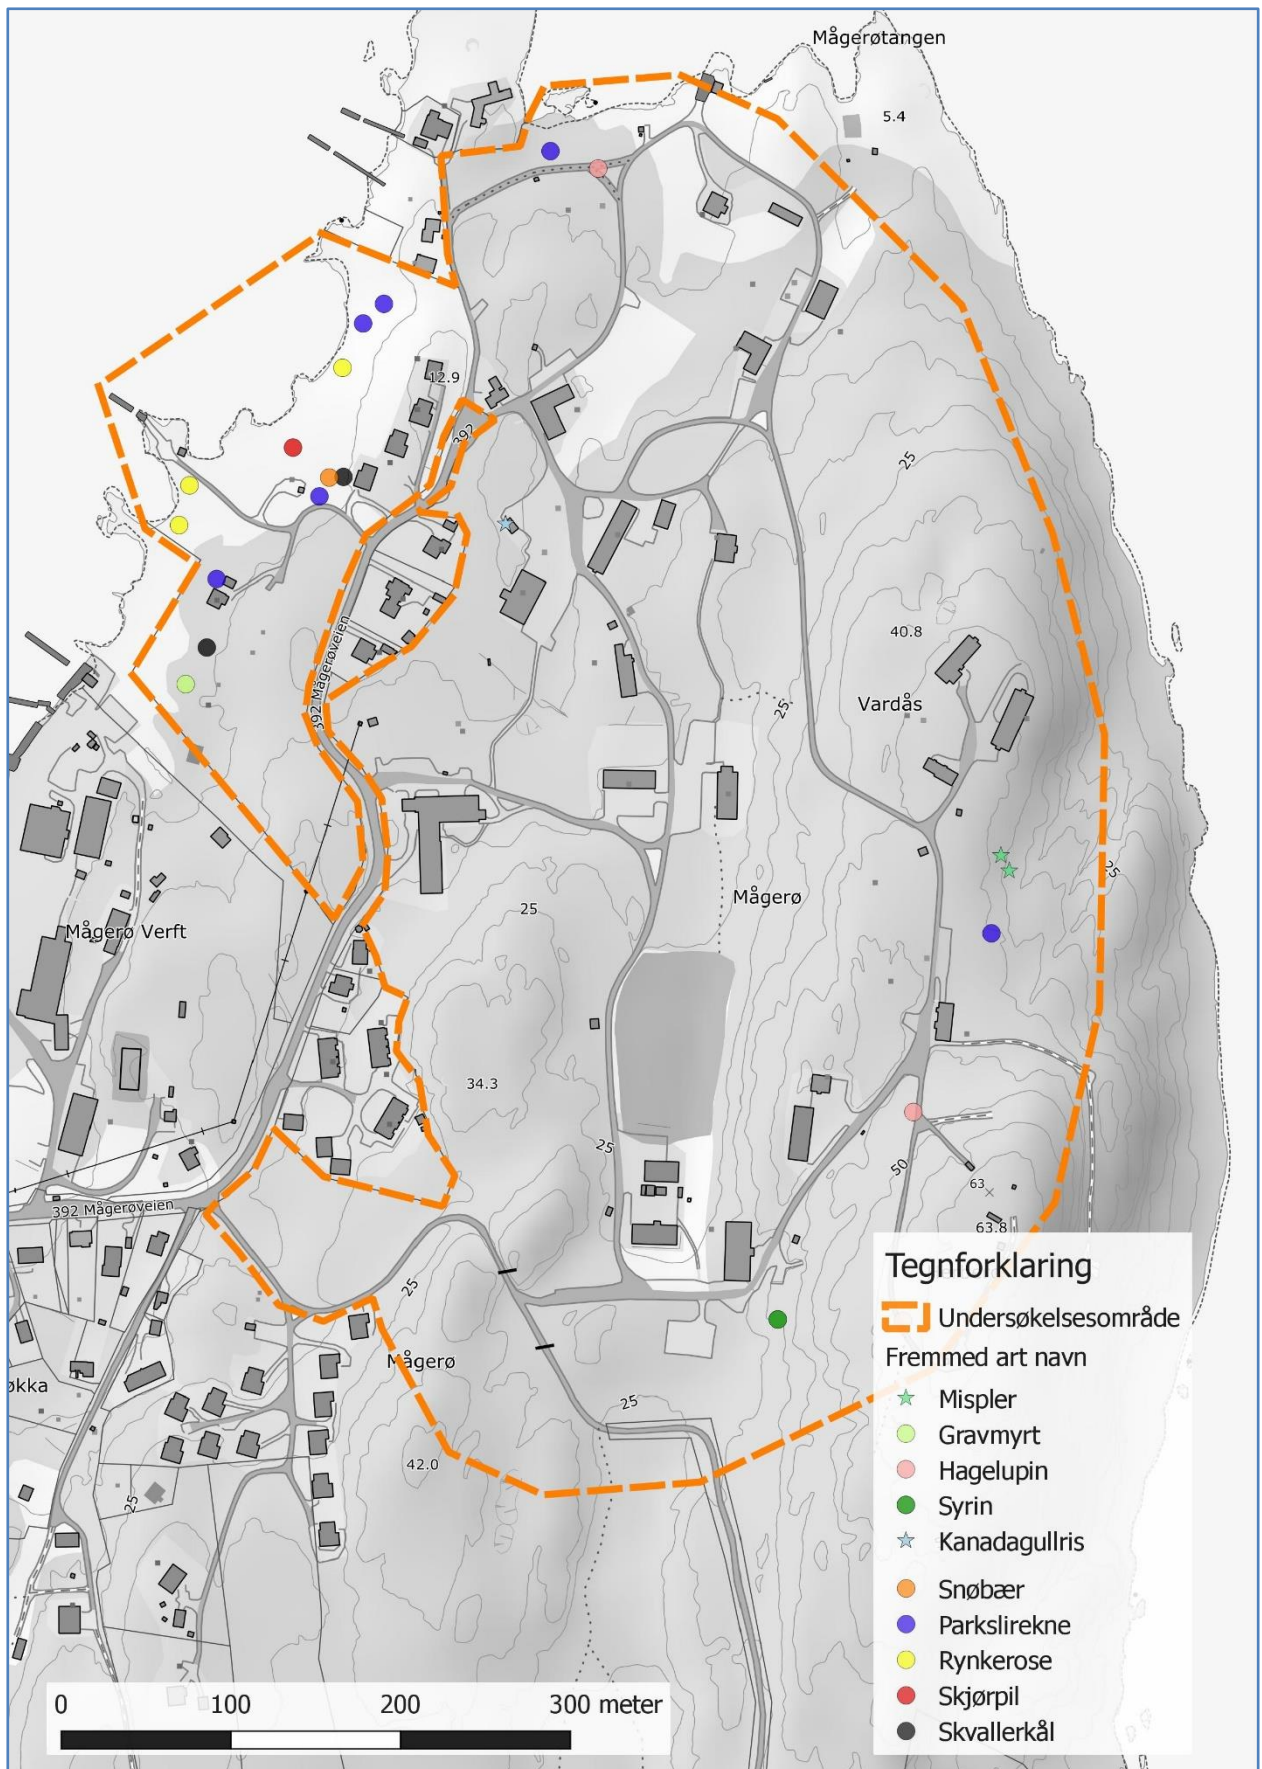 Mågerøtangen
5.4
12.9
392
25
40.8
Vardås
392 Mågerøveien
25
25
Mågerø
25
Mågerø Verft
34.3
25
50
63
392 Mågerøveien
63.8
25
Mågerø
økka
25
42.0
25
Tegnforklaring
Undersøkelsesområde
Fremmed art navn
Mispler
Gravmyrt
Hagelupin
Syrin
Kanadagullris
Snøbær
Parkslirekne
Rynkerose
Skjørpil
Skvallerkål
0 100 200 300 meter